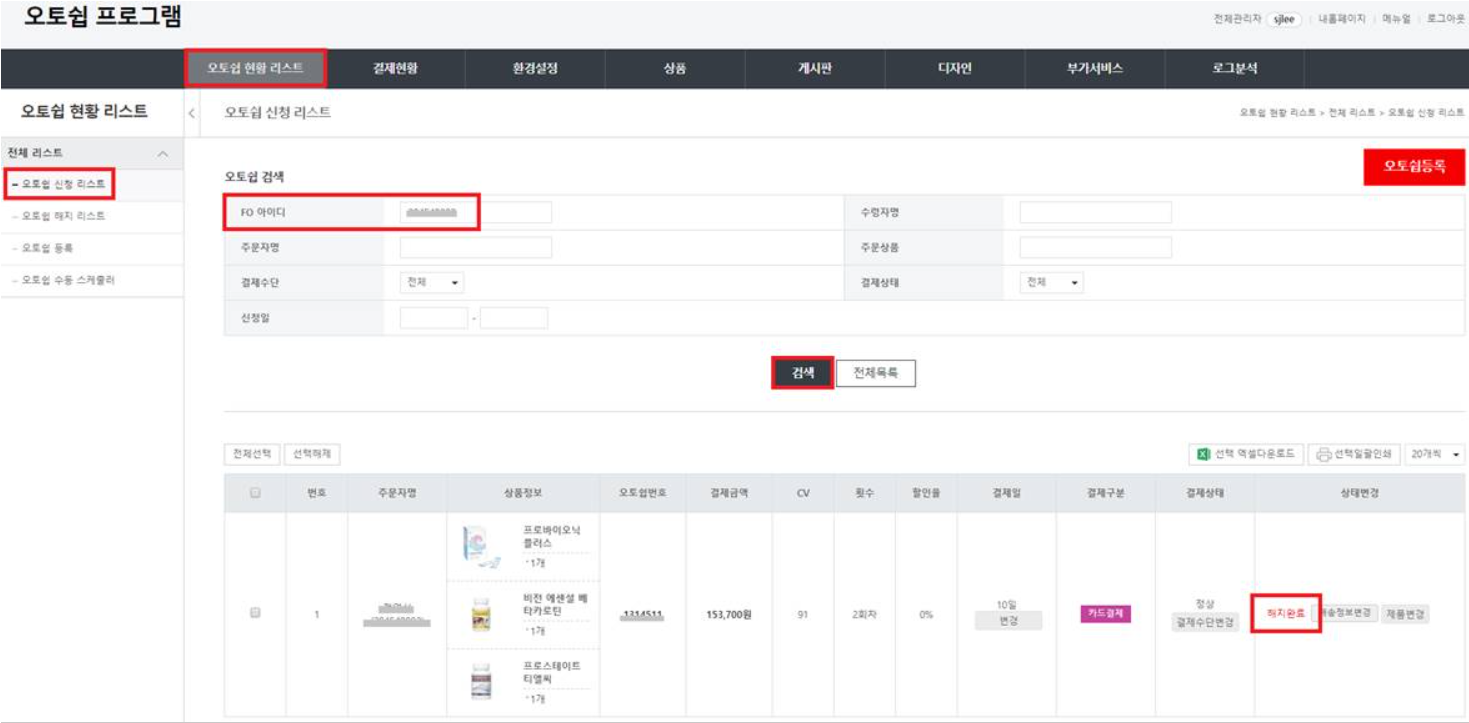 오토쉽 프로그램
전체관리자 sjlee 내홈페이지 메뉴얼 로그아웃
오토쉽 현황 리스트 결제현황 환경설정 상품 게시판 디자인 부가서비스 로그분석
오토쉽 현황 리스트 < 오토쉽 신청 리스트 오토쉽 현황 리스트 > 전체 리스트 > 오토쉽 신청 리스트
전체 리스트
오토쉽등록
- 오토쉽 신청 리스트
오토쉽 검색
FO 아이디 수령자명
- 오토쉽 해지 리스트
- 오토쉽 등록
주문자명 주문상품
- 오토쉽 수동 스케줄러
결제수단 전체 결제상태 전체
신청일 -
검색 전체목록
전체선택 선택해제 선택 엑셀다운로드 선택일괄인쇄 20개씩
번호 주문자명 상품정보 오토쉽번호 결제금액 CV 횟수 할인율 결제일 결제구분 결제상태 상태변경
프로바이오닉
플러스
· 1개
비전 에센셜 베
타카로틴
· 1개
1 1314511 153,700원 91 2회차 0% 10일 변경 카드결제 정상 결제수단변경 해지완료 배송정보변경 제품변경
프로스테이트
티엘씨
· 1개